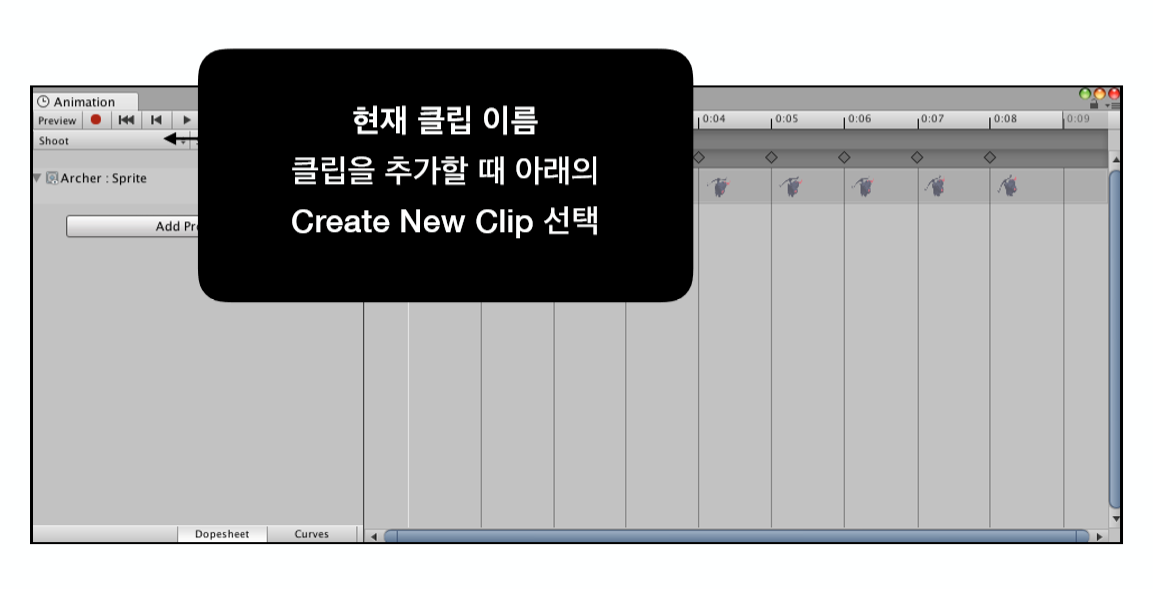 Animation
현재 클립 이름
클립을 추가할 때 아래의
Create New Clip 선택
Preview
0:04 0:05 0:06 0:07 0:08 0:09
Shoot
Archer : Sprite
Add
Dopesheet Curves